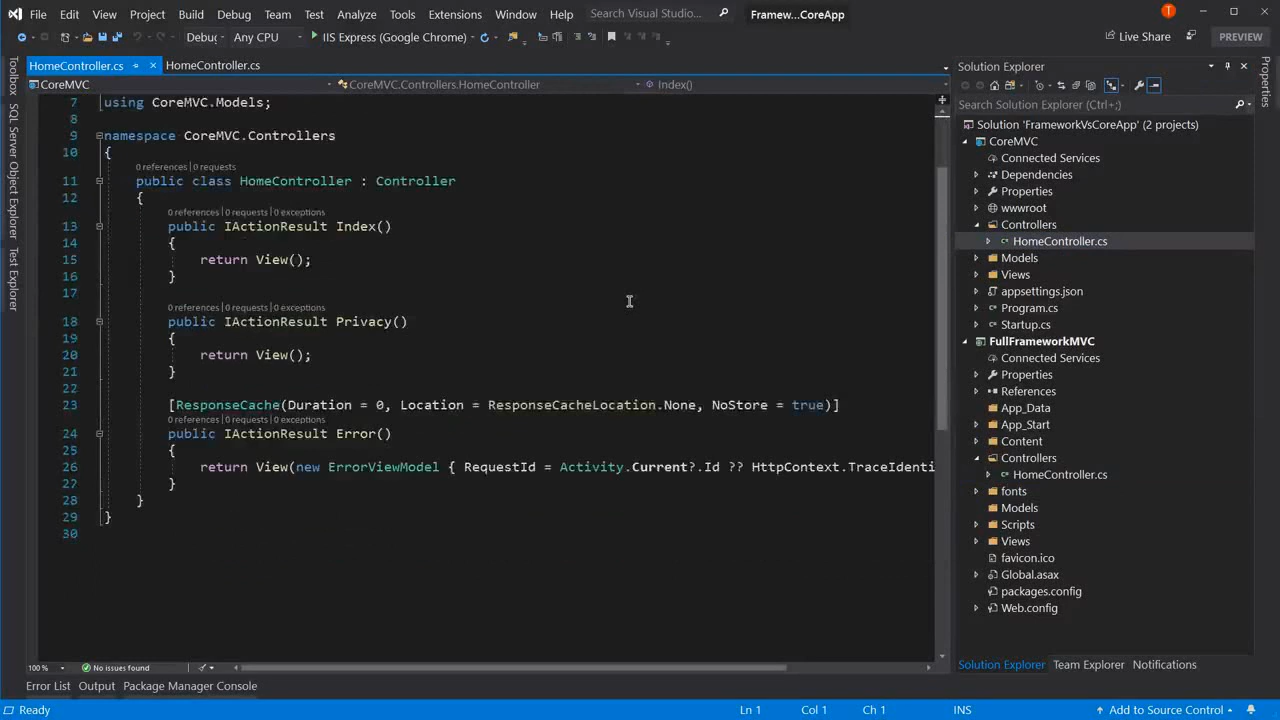 File Edit View Project Build Debug Team Test Analyze Tools Extensions Window Help Search Visual Studio... Framew...CoreApp T
Any CPU IIS Express (Google Chrome) Live Share PREVIEW
HomeController.cs HomeController.cs
CoreMVC CoreMVC.Controllers.HomeController Index()
Toolbox
SQL Server Object Explorer
Test Explorer
7 using CoreMVC.Models;
8
9 namespace CoreMVC.Controllers
10 {
0 references | 0 requests
11 public class HomeController : Controller
12 {
0 references | 0 requests | 0 exceptions
13 public IActionResult Index()
14 {
15 return View();
16 }
17
0 references | 0 requests | 0 exceptions
18 public IActionResult Privacy()
19 {
20 return View();
21 }
22
23 [ResponseCache(Duration = 0, Location = ResponseCacheLocation.None, NoStore = true)]
0 references | 0 requests | 0 exceptions
24 public IActionResult Error()
25 {
26 return View(new ErrorViewModel { RequestId = Activity.Current?.Id ?? HttpContext.TraceIdenti
27 }
28 }
29 }
30
100 % No issues found
Error List Output Package Manager Console
Ready Ln 1 Col 1 Ch 1 INS Add to Source Control
Solution Explorer
Search Solution Explorer (Ctrl+;)
Solution 'FrameworkVsCoreApp' (2 projects)
CoreMVC
Connected Services
Dependencies
Properties
wwwroot
Controllers
HomeController.cs
Models
Views
appsettings.json
Program.cs
Startup.cs
FullFrameworkMVC
Connected Services
Properties
References
App_Data
App_Start
Content
Controllers
HomeController.cs
fonts
Models
Scripts
Views
favicon.ico
Global.asax
packages.config
Web.config
Solution Explorer Team Explorer Notifications
Properties